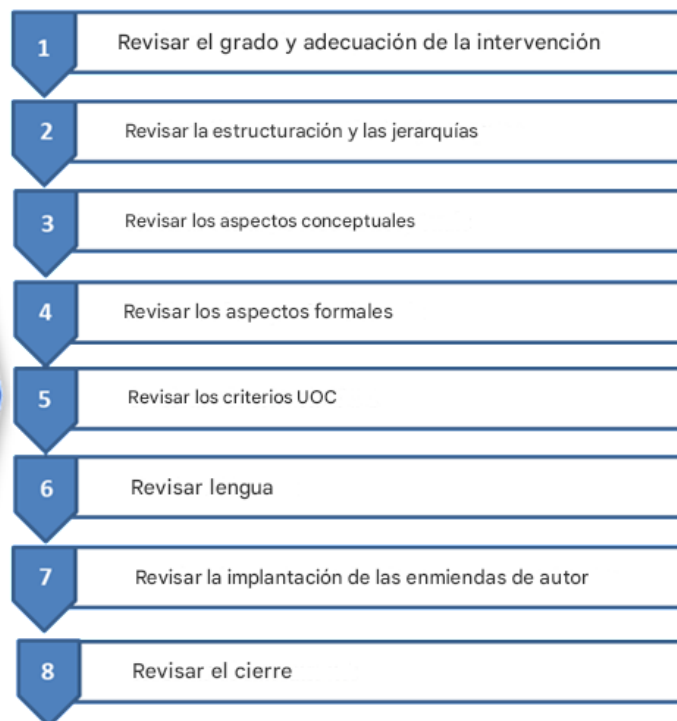 1 Revisar el grado y adecuación de la intervención
2 Revisar la estructuración y las jerarquías
3 Revisar los aspectos conceptuales
4 Revisar los aspectos formales
5 Revisar los criterios UOC
6 Revisar lengua
7 Revisar la implantación de las enmiendas de autor
8 Revisar el cierre